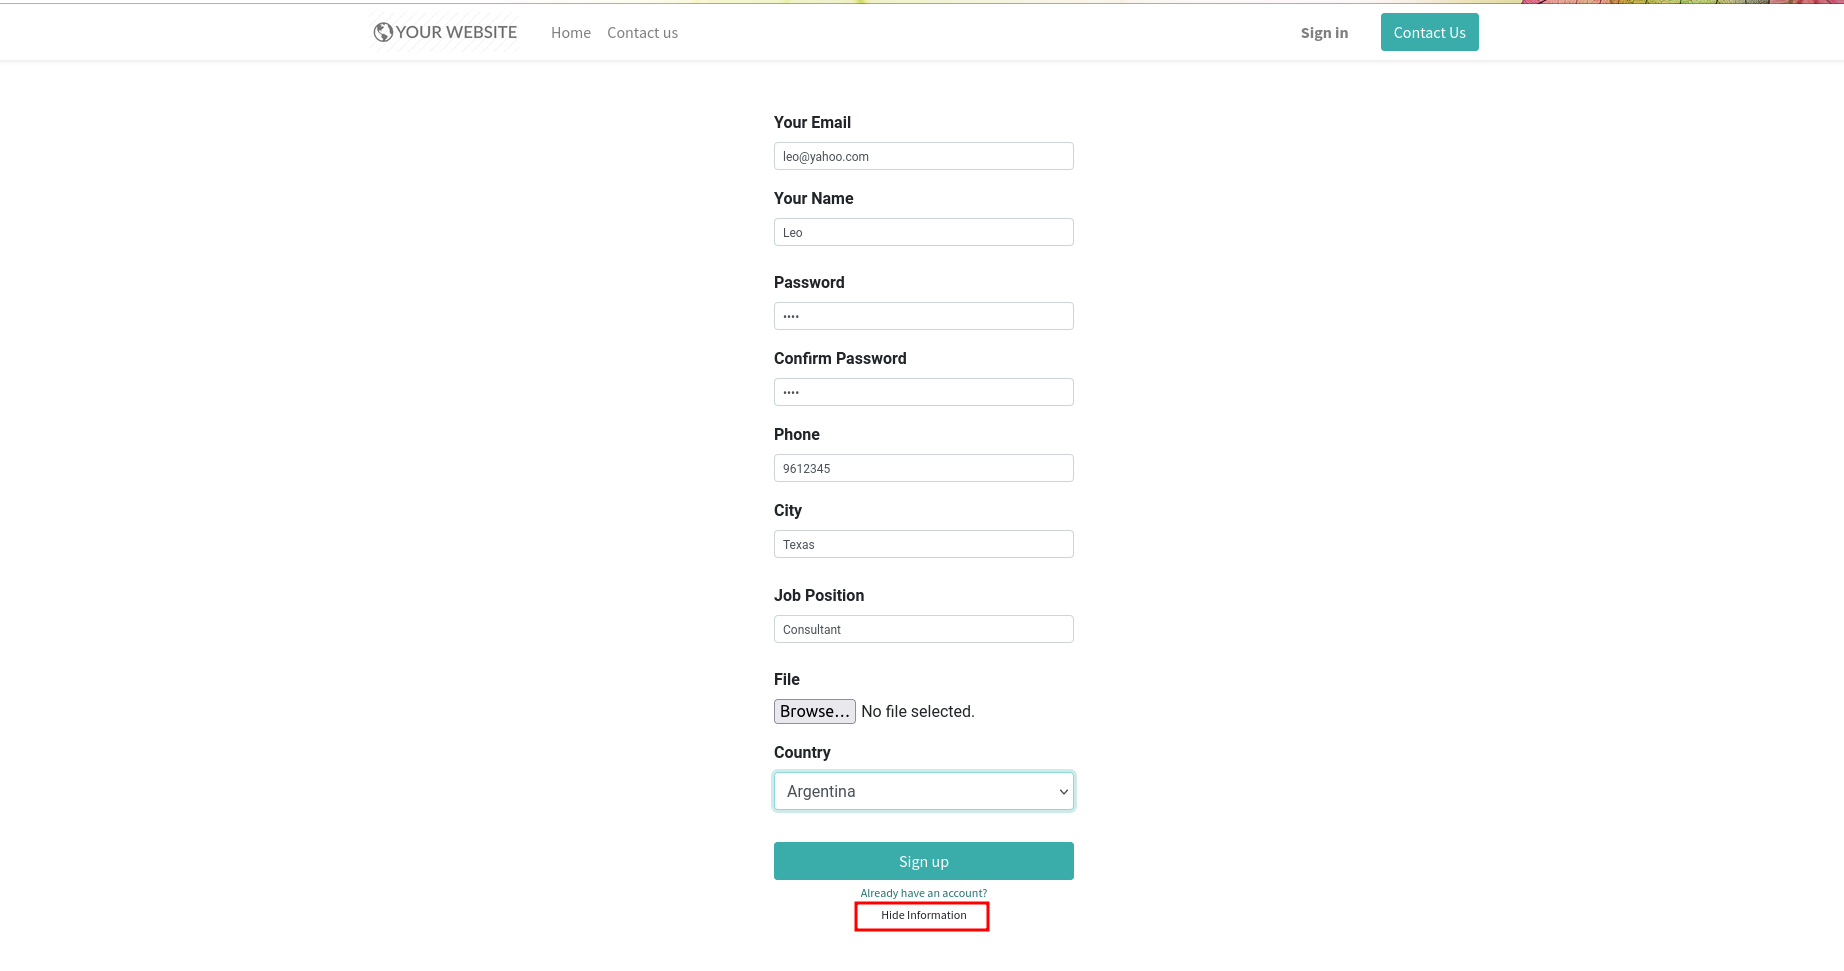 YOUR WEBSITE Home Contact us Sign in Contact Us
Your Email
leo@yahoo.com
Your Name
Leo
Password
••••
Confirm Password
••••
Phone
9612345
City
Texas
Job Position
Consultant
File
Browse... No file selected.
Country
Argentina
Sign up
Already have an account?
Hide Information